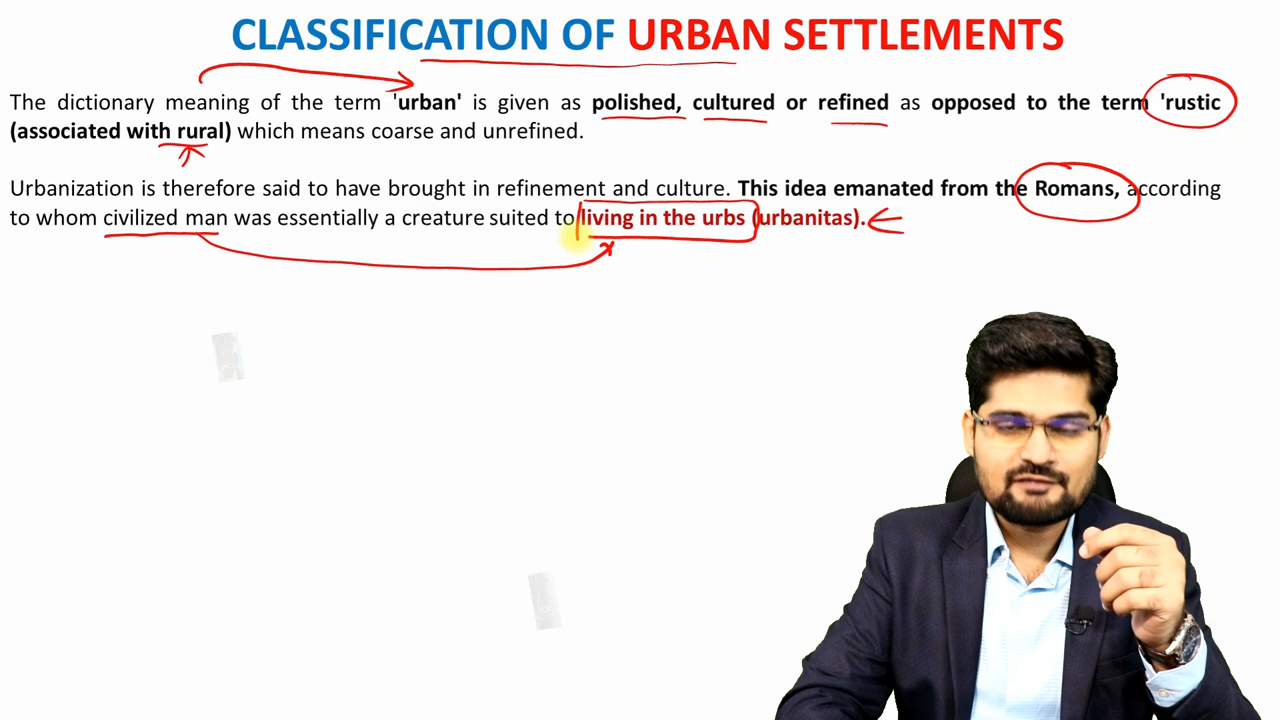 CLASSIFICATION OF URBAN SETTLEMENTS
The dictionary meaning of the term 'urban' is given as polished, cultured or refined as opposed to the term 'rustic
(associated with rural) which means coarse and unrefined.
Urbanization is therefore said to have brought in refinement and culture. This idea emanated from the Romans, according
to whom civilized man was essentially a creature suited to living in the urbs (urbanitas).